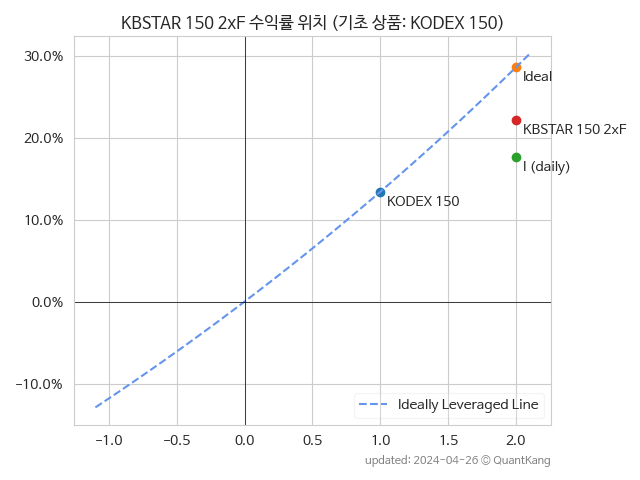 KBSTAR 150 2xF 수익률 위치 (기초 상품: KODEX 150)
30.0%
Ideal
KBSTAR 150 2xF
20.0%
I (daily)
KODEX 150
10.0%
0.0%
−10.0%
Ideally Leveraged Line
−1.0 −0.5 0.0 0.5 1.0 1.5 2.0
updated: 2024-04-26 © QuantKang